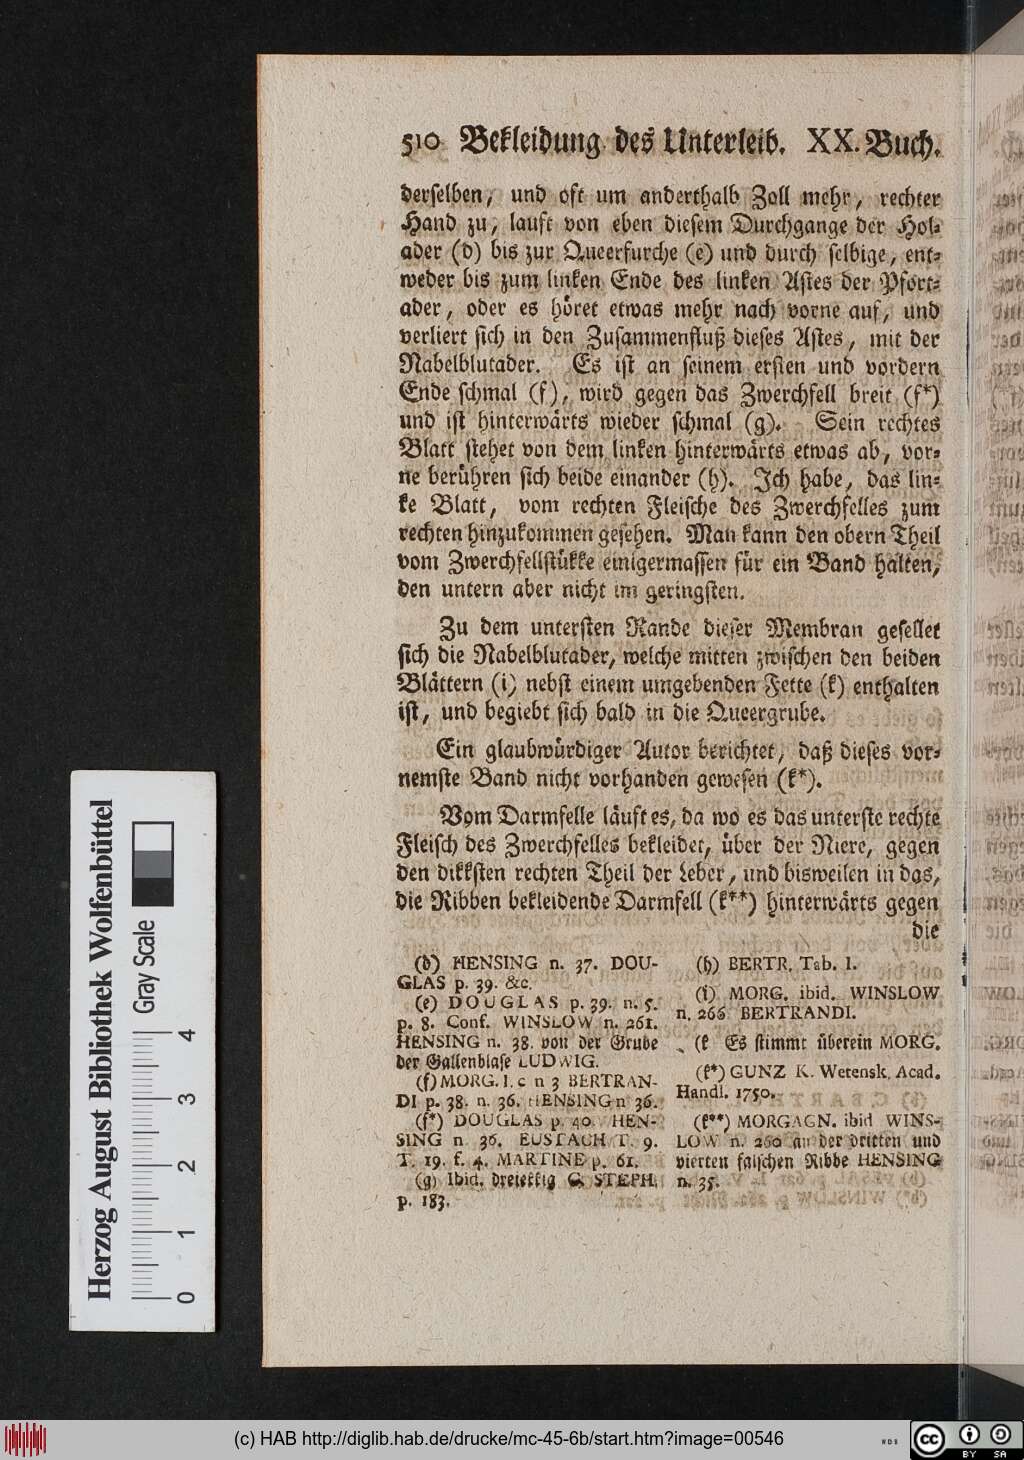 510 Bekleidung des Unterleib. XX. Buch.
derselben, und oft um anderthalb Zoll mehr, rechter
Hand zu, lauft von eben diesem Durchgange der Hol-
ader (d) bis zur Queerfurche (e) und durch selbige, ent-
weder bis zum linken Ende des linken Astes der Pfort-
ader, oder es höret etwas mehr nach vorne auf, und
verliert sich in den Zusammenfluß dieses Astes, mit der
Nabelblutader. Es ist an seinem ersten und vordern
Ende schmal (f), wird gegen das Zwerchfell breit (f*)
und ist hinterwärts wieder schmal (g). Sein rechtes
Blatt stehet von dem linken hinterwärts etwas ab, vor-
ne berühren sich beide einander (h). Ich habe, das lin-
ke Blatt, vom rechten Fleische des Zwerchfelles zum
rechten hinzukommen gesehen. Man kann den obern Theil
vom Zwerchfellstükke einigermassen für ein Band halten,
den untern aber nicht im geringsten.
Zu dem untersten Rande dieser Membran gesellet
sich die Nabelblutader, welche mitten zwischen den beiden
Blättern (i) nebst einem umgebenden Fette (k) enthalten
ist, und begiebt sich bald in die Queergrube.
Ein glaubwürdiger Autor berichtet, daß dieses vor-
nemste Band nicht vorhanden gewesen (k*).
Vom Darmfelle läuft es, da wo es das unterste rechte
Fleisch des Zwerchfelles bekleidet, über der Niere, gegen
den dikksten rechten Theil der Leber, und bisweilen in das,
die Ribben bekleidende Darmfell (k**) hinterwärts gegen
die
(d) HENSING n. 37. DOU-
GLAS p. 39. &c.
(e) DOUGLAS p. 39. n. 5.
p. 8. Conf. WINSLOW n. 261.
HENSING n. 38. von der Grube
der Gallenblase LUDWIG.
(f) MORG. l. c n 3 BERTRAN-
DI p. 38. n. 36. HENSING n 36.
(f*) DOUGLAS p. 40. HEN-
SING n 36. EUSTACH T. 9.
T. 19. f. 4. MARTINE p. 61.
(g) Ibid. dreiekkig G. STEPH.
p. 183.
(h) BERTR. Tab. I.
(i) MORG. ibid. WINSLOW
n. 266 BERTRANDI.
(k Es stimmt überein MORG.
(k*) GUNZ K. Wetensk. Acad.
Handl. 1750.
(k**) MORGAGN. ibid WINS-
LOW n. 260 an der dritten und
vierten falschen Ribbe HENSING
n. 35.
Herzog August Bibliothek Wolfenbüttel
Gray Scale
0 1 2 3 4
(c) HAB http://diglib.hab.de/drucke/mc-45-6b/start.htm?image=00546
cc BY SA